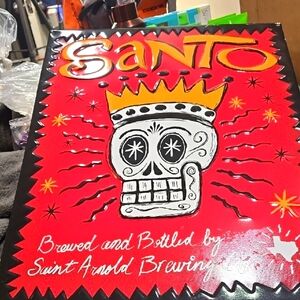 SANTO
Brewed and Bottled by
Saint Arnold Brewing